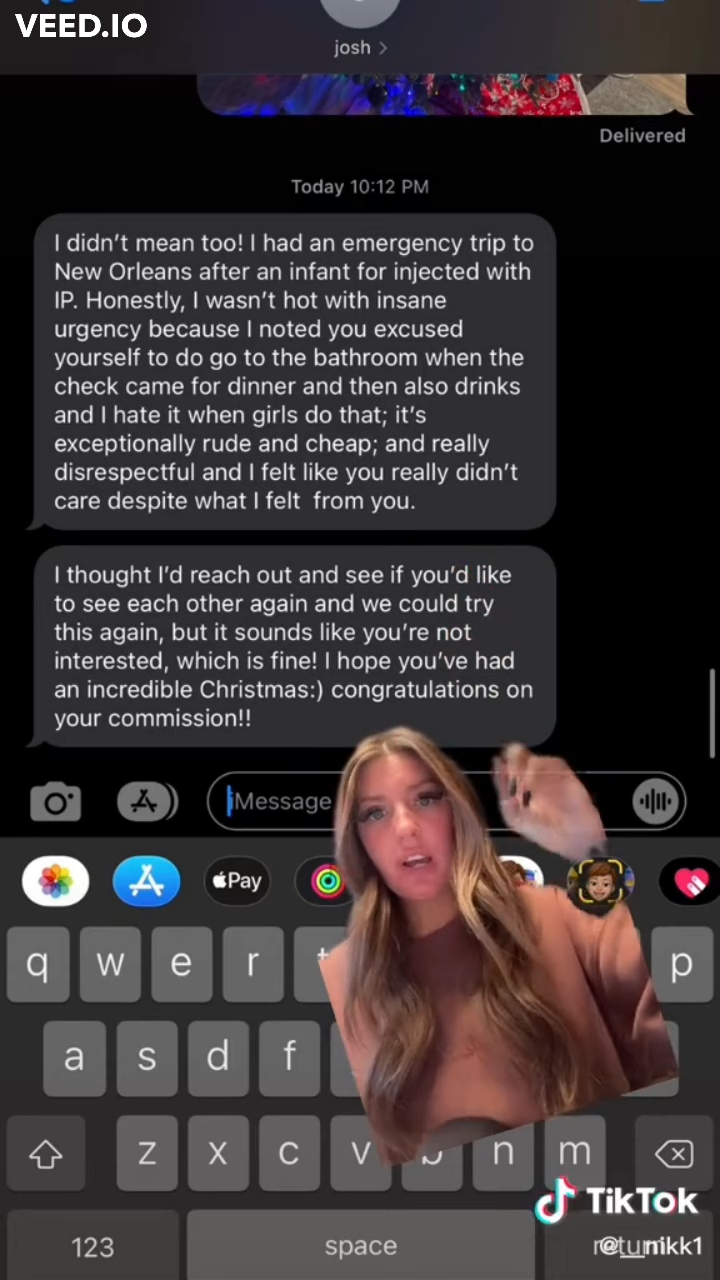 VEED.IO
josh >
Delivered
Today 10:12 PM
I didn't mean too! I had an emergency trip to
New Orleans after an infant for injected with
IP. Honestly, I wasn't hot with insane
urgency because I noted you excused
yourself to do go to the bathroom when the
check came for dinner and then also drinks
and I hate it when girls do that; it's
exceptionally rude and cheap; and really
disrespectful and I felt like you really didn't
care despite what I felt  from you.
I thought I'd reach out and see if you'd like
to see each other again and we could try
this again, but it sounds like you're not
interested, which is fine! I hope you've had
an incredible Christmas:) congratulations on
your commission!!
iMessage
Pay
q w e r t p
a s d f
z x c v b n m
TikTok
123 space return
@__nikk1